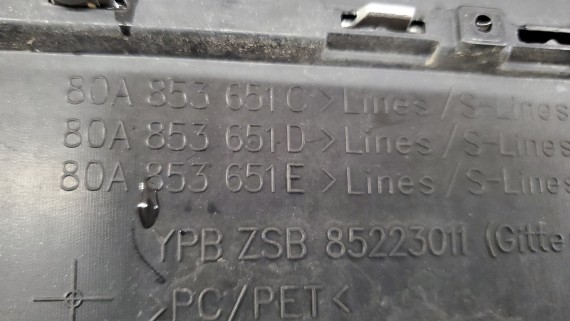 80A 853 651 C >Lines / S-Lines
80A 853 651 D >Lines / S-Lines
80A 853 651 E >Lines / S-Lines
YPB ZSB 85223011 (Gitte
>PC/PET<